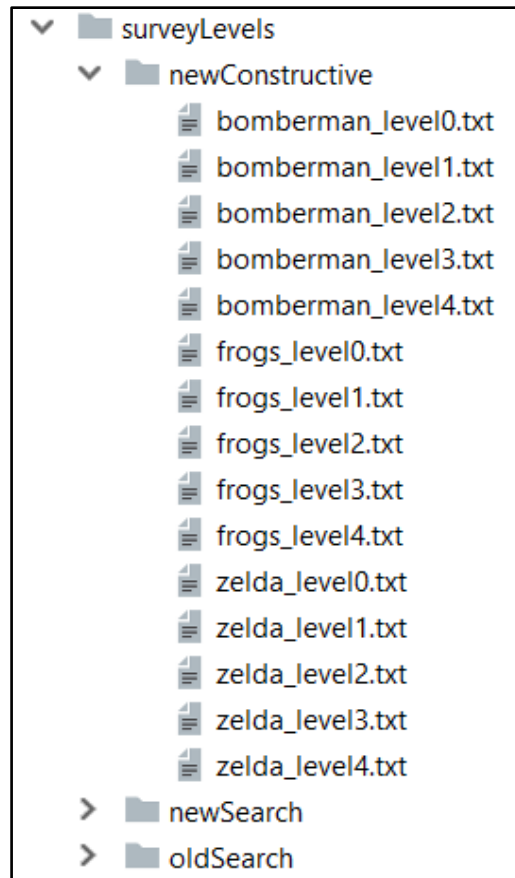 surveyLevels
newConstructive
bomberman_level0.txt
bomberman_level1.txt
bomberman_level2.txt
bomberman_level3.txt
bomberman_level4.txt
frogs_level0.txt
frogs_level1.txt
frogs_level2.txt
frogs_level3.txt
frogs_level4.txt
zelda_level0.txt
zelda_level1.txt
zelda_level2.txt
zelda_level3.txt
zelda_level4.txt
newSearch
oldSearch